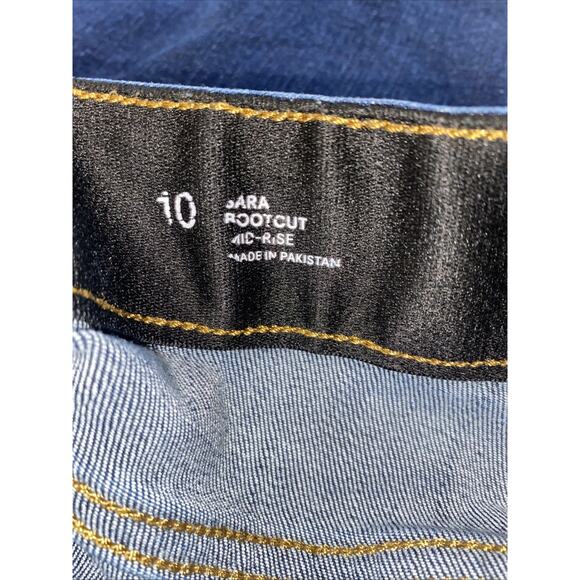 10
SARA
BOOTCUT
MID-RISE
MADE IN PAKISTAN